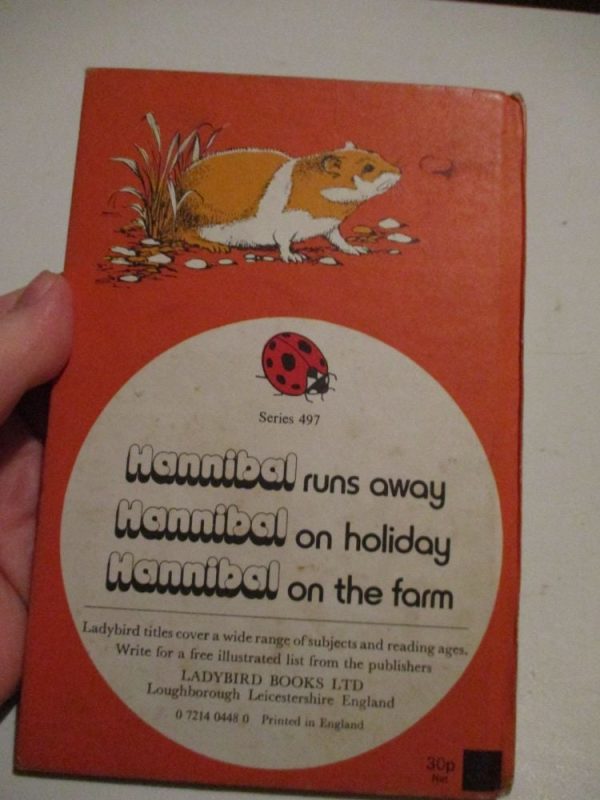 Series 497
Hannibal runs away
Hannibal on holiday
Hannibal on the farm
Ladybird titles cover a wide range of subjects and reading ages.
Write for a free illustrated list from the publishers
LADYBIRD BOOKS LTD
Loughborough Leicestershire England
0 7214 0448 0 Printed in England
30p
Net